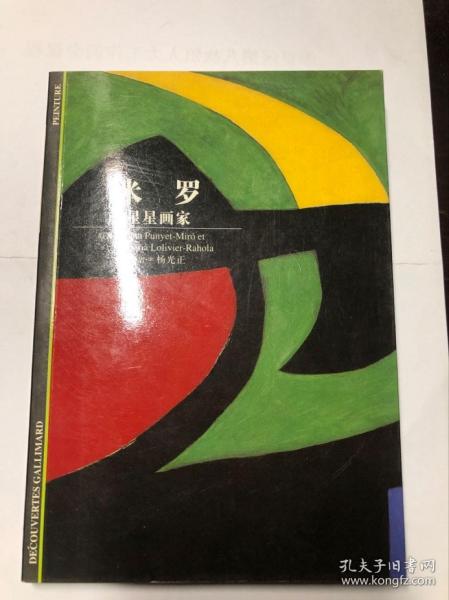 PEINTURE
米 罗
星星画家
Punyet-Miró et
Lolivier-Rahola
杨光正
DÉCOUVERTES GALLIMARD
孔夫子旧书网
www.kongfz.com